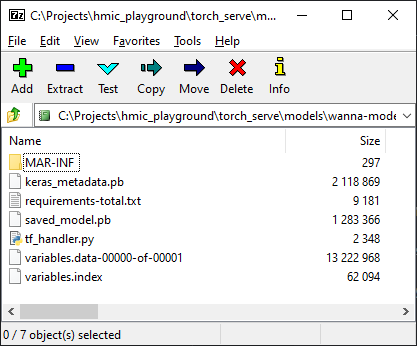 C:\Projects\hmic_playground\torch_serve\m...
File Edit View Favorites Tools Help
Add Extract Test Copy Move Delete Info
C:\Projects\hmic_playground\torch_serve\models\wanna-mode
Name Size
MAR-INF 297
keras_metadata.pb 2 118 869
requirements-total.txt 9 181
saved_model.pb 1 283 366
tf_handler.py 2 348
variables.data-00000-of-00001 13 222 968
variables.index 62 094
0 / 7 object(s) selected